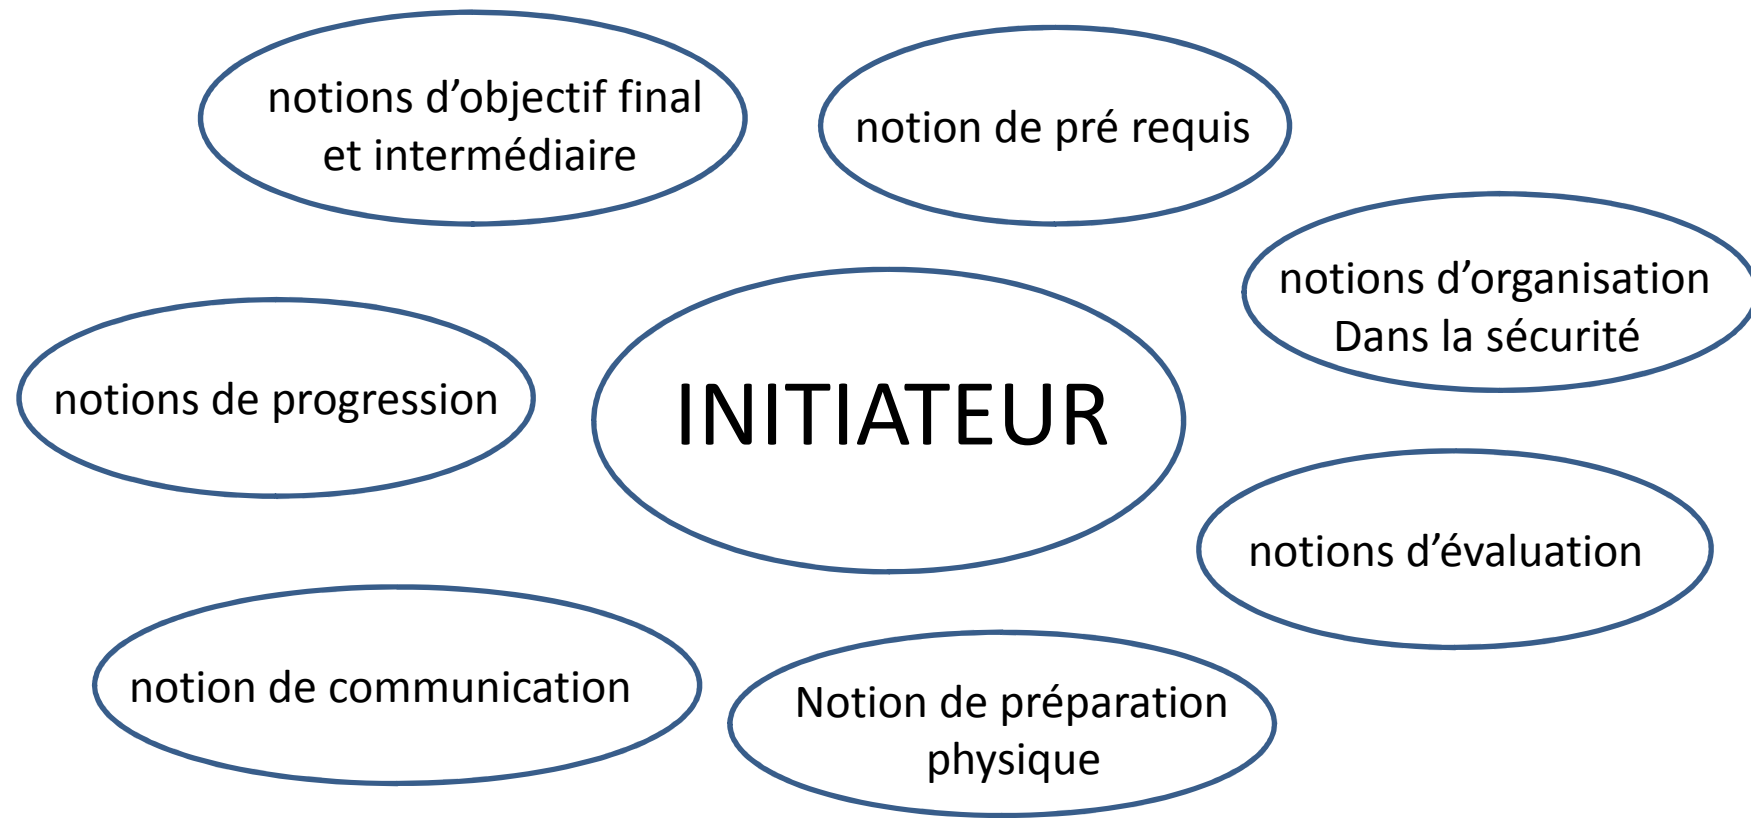 notions d’objectif final
et intermédiaire
notion de pré requis
notions d’organisation
Dans la sécurité
notions de progression
INITIATEUR
notions d’évaluation
notion de communication
Notion de préparation
physique